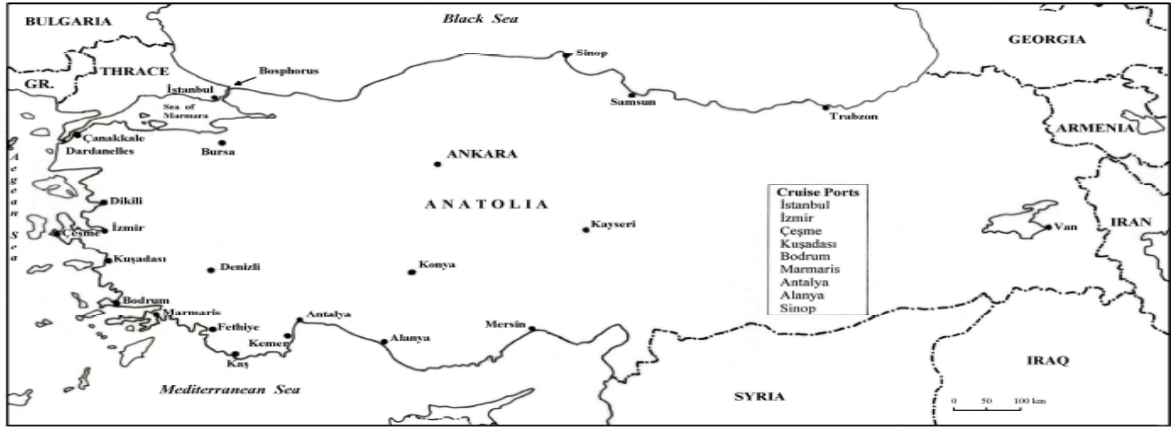 Black Sea
BULGARIA
GEORGIA
Sinop
THRACE
Bosphorus
GR.
İstanbul
Sea of
Marmara
Samsun
Trabzon
ARMENIA
Çanakkale
Dardanelles
Bursa
ANKARA
Aegean Sea
Dikili
ANATOLIA
Cruise Ports
İstanbul
İzmir
Çeşme
Kuşadası
Bodrum
Marmaris
Antalya
Alanya
Sinop
IRAN
Çeşme
İzmir
Kayseri
Van
Kuşadası
Denizli
Konya
Bodrum
Marmaris
Antalya
Fethiye
Kemer
Alanya
Mersin
Kaş
IRAQ
Mediterranean Sea
SYRIA
0 50 100 km